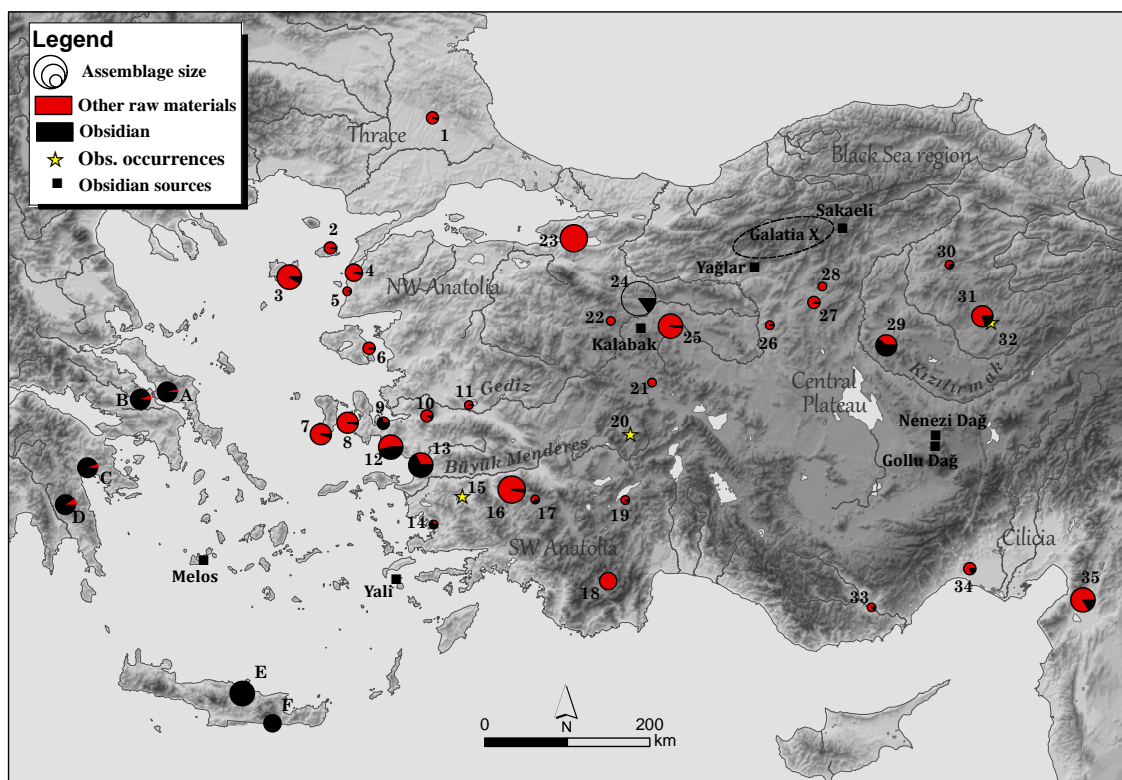 Legend
Assemblage size
Other raw materials
Obsidian
Obs. occurrences
Obsidian sources
Thrace
1
Black Sea region
Sakaeli
Galatia X
Yağlar
2
3
4
5
NW-Anatolia
23
24
22
Kalabak
25
26
27
28
30
31
32
29
Kızılırmak
Central
Plateau
6
Gediz
11
10
9
21
20
B
A
7
8
12
13
Büyük Menderes
Nenezi Dağ
Gollu Dağ
C
D
15
16
17
14
19
SW Anatolia
18
Melos
Yali
Cilicia
34
35
33
E
F
N
0
200
km